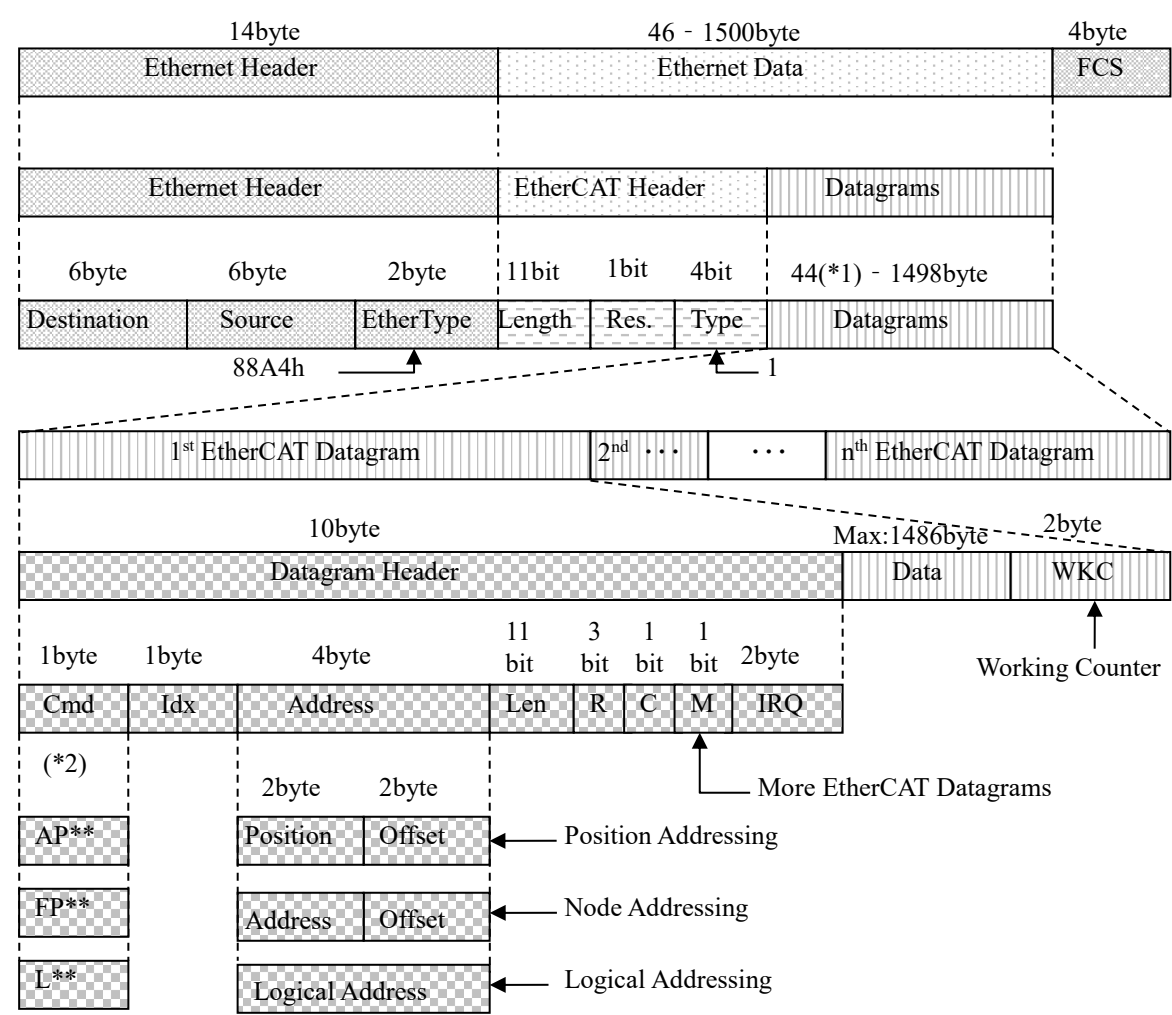 14byte 46 - 1500byte 4byte
Ethernet Header Ethernet Data FCS
Ethernet Header EtherCAT Header Datagrams
6byte 6byte 2byte 11bit 1bit 4bit 44(*1) - 1498byte
Destination Source EtherType Length Res. Type Datagrams
88A4h 1
1st EtherCAT Datagram 2nd ・・・ ・・・ nth EtherCAT Datagram
10byte Max:1486byte 2byte
Datagram Header Data WKC
11 3 1 1
1byte 1byte 4byte bit bit bit bit 2byte
Working Counter
Cmd Idx Address Len R C M IRQ
(*2)
2byte 2byte More EtherCAT Datagrams
AP** Position Offset Position Addressing
FP** Address Offset Node Addressing
L** Logical Address Logical Addressing